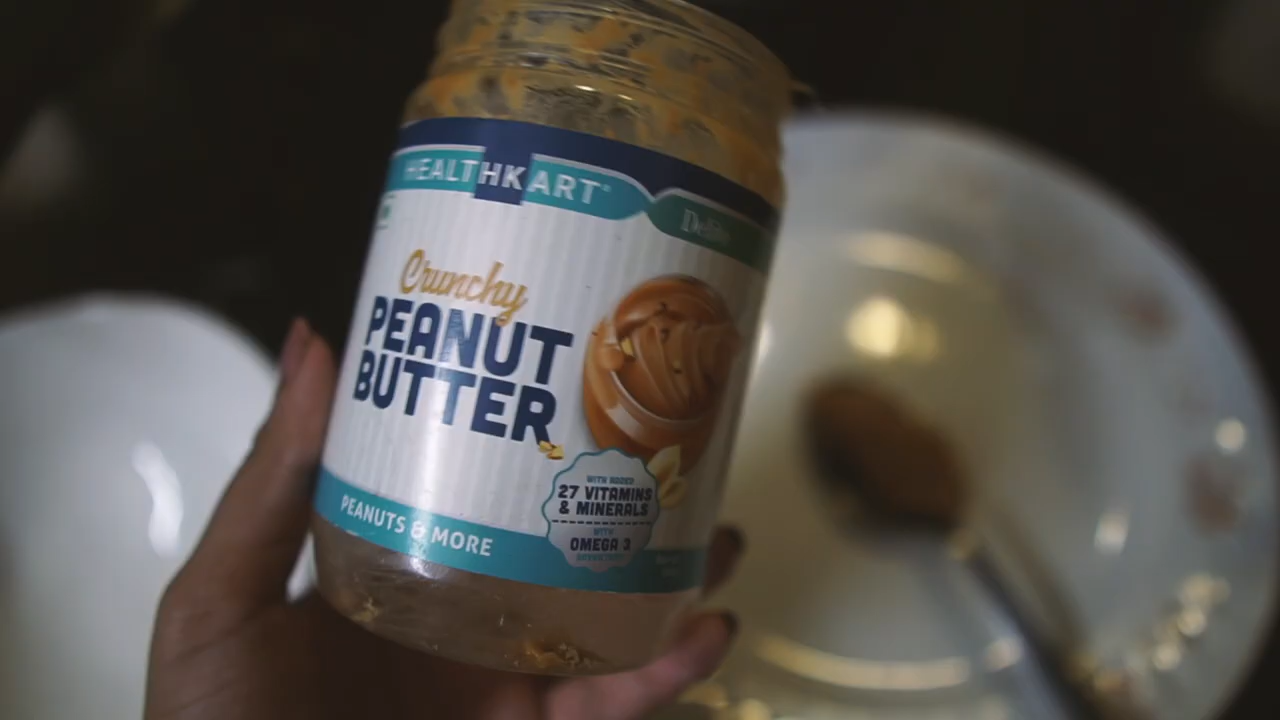 HEALTHKART®
Crunchy
PEANUT
BUTTER
WITH ADDED
27 VITAMINS
& MINERALS
WITH
OMEGA 3
PEANUTS & MORE